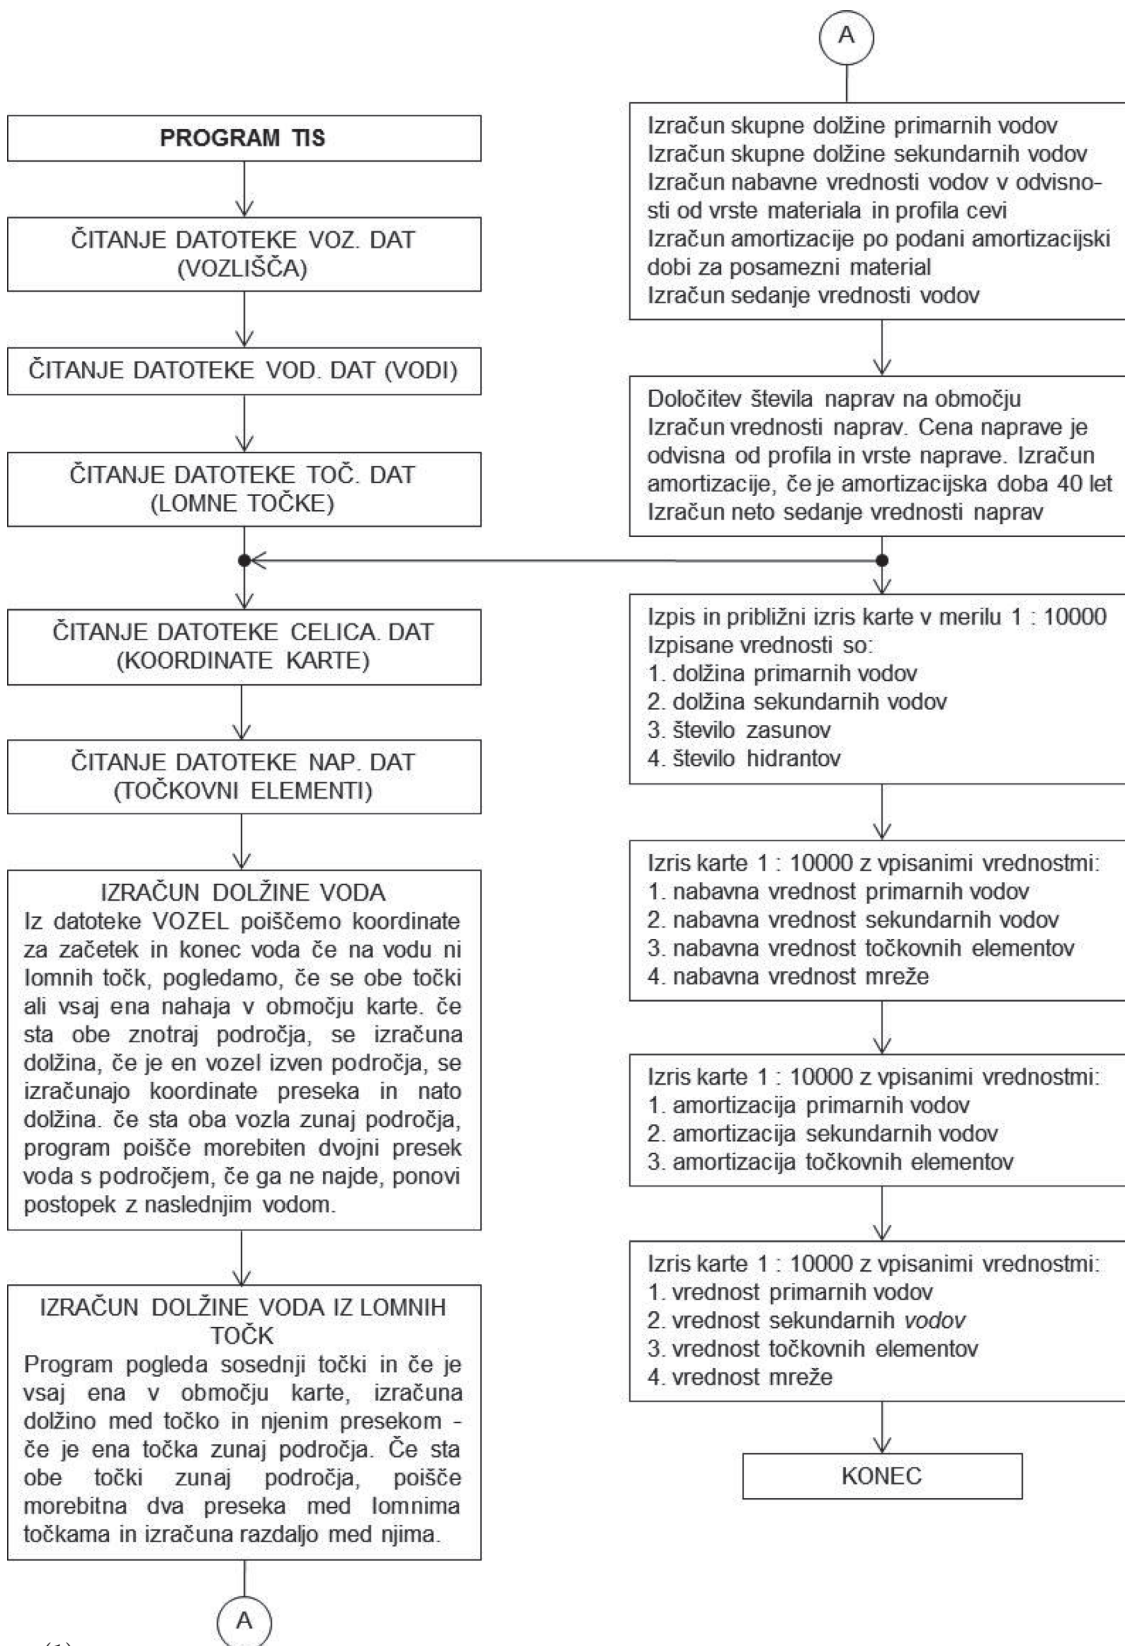 PROGRAM TIS
ČITANJE DATOTEKE VOZ. DAT
(VOZLIŠČA)
ČITANJE DATOTEKE VOD. DAT (VODI)
ČITANJE DATOTEKE TOČ. DAT
(LOMNE TOČKE)
ČITANJE DATOTEKE CELICA. DAT
(KOORDINATE KARTE)
ČITANJE DATOTEKE NAP. DAT
(TOČKOVNI ELEMENTI)
IZRAČUN DOLŽINE VODA
Iz datoteke VOZEL poiščemo koordinate
za začetek in konec voda če na vodu ni
lomnih točk, pogledamo, če se obe točki
ali vsaj ena nahaja v območju karte. če
sta obe znotraj področja, se izračuna
dolžina, če je en vozel izven področja, se
izračunajo koordinate preseka in nato
dolžina. če sta oba vozla zunaj področja,
program poišče morebiten dvojni presek
voda s področjem, če ga ne najde, ponovi
postopek z naslednjim vodom.
IZRAČUN DOLŽINE VODA IZ LOMNIH
TOČK
Program pogleda sosednji točki in če je
vsaj ena v območju karte, izračuna
dolžino med točko in njenim presekom -
če je ena točka zunaj področja. Če sta
obe točki zunaj področja, poišče
morebitna dva preseka med lomnima
točkama in izračuna razdaljo med njima.
A
A
Izračun skupne dolžine primarnih vodov
Izračun skupne dolžine sekundarnih vodov
Izračun nabavne vrednosti vodov v odvisno-
sti od vrste materiala in profila cevi
Izračun amortizacije po podani amortizacijski
dobi za posamezni material
Izračun sedanje vrednosti vodov
Določitev števila naprav na območju
Izračun vrednosti naprav. Cena naprave je
odvisna od profila in vrste naprave. Izračun
amortizacije, če je amortizacijska doba 40 let
Izračun neto sedanje vrednosti naprav
Izpis in približni izris karte v merilu 1 : 10000
Izpisane vrednosti so:
1. dolžina primarnih vodov
2. dolžina sekundarnih vodov
3. število zasunov
4. število hidrantov
Izris karte 1 : 10000 z vpisanimi vrednostmi:
1. nabavna vrednost primarnih vodov
2. nabavna vrednost sekundarnih vodov
3. nabavna vrednost točkovnih elementov
4. nabavna vrednost mreže
Izris karte 1 : 10000 z vpisanimi vrednostmi:
1. amortizacija primarnih vodov
2. amortizacija sekundarnih vodov
3. amortizacija točkovnih elementov
Izris karte 1 : 10000 z vpisanimi vrednostmi:
1. vrednost primarnih vodov
2. vrednost sekundarnih vodov
3. vrednost točkovnih elementov
4. vrednost mreže
KONEC